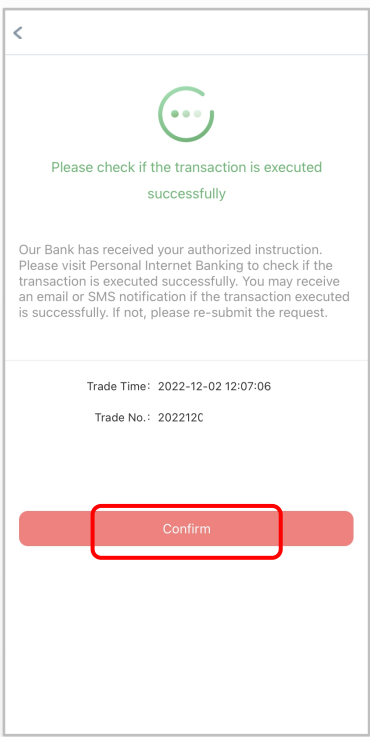 Please check if the transaction is executed
successfully
Our Bank has received your authorized instruction.
Please visit Personal Internet Banking to check if the
transaction is executed successfully. You may receive
an email or SMS notification if the transaction executed
is successfully. If not, please re-submit the request.
Trade Time: 2022-12-02 12:07:06
Trade No.: 202212
Confirm